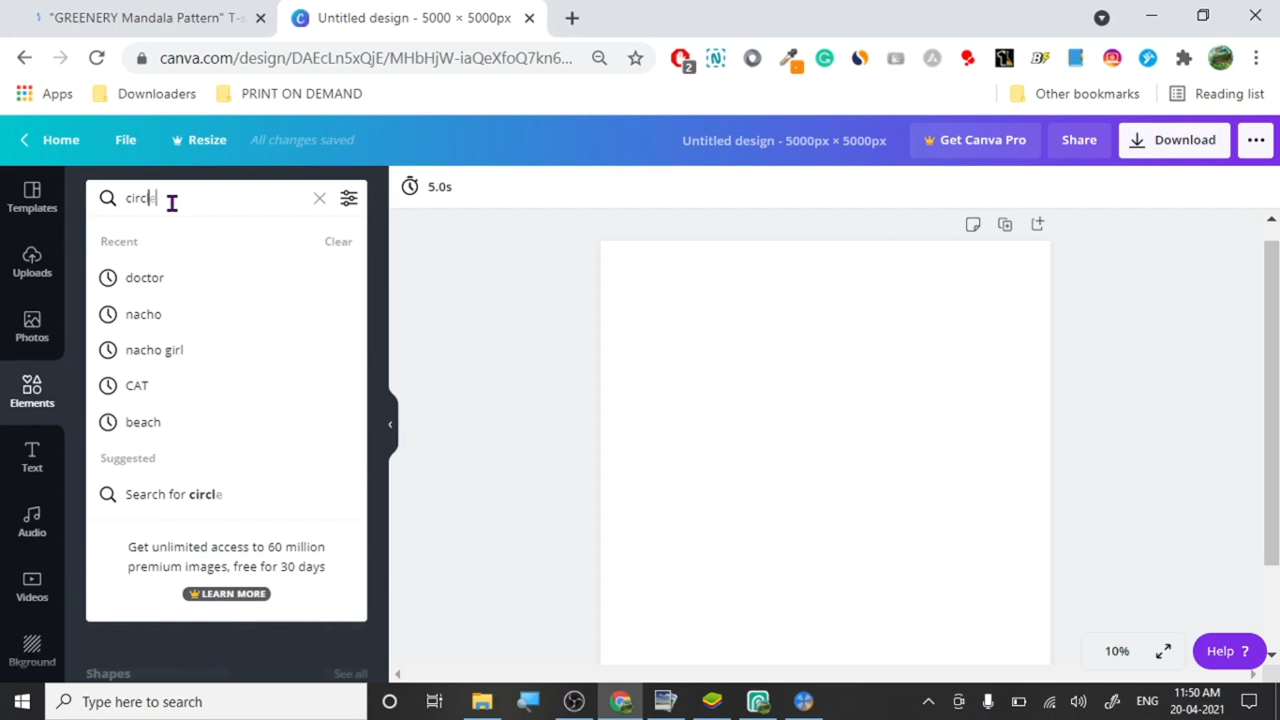 "GREENERY Mandala Pattern" T-s
Untitled design - 5000 × 5000px
canva.com/design/DAEcLn5xQjE/MHbHjW-iaQeXfoQ7kn6...
2
Apps
Downloaders
PRINT ON DEMAND
Other bookmarks
Reading list
Home
File
Resize
All changes saved
Untitled design - 5000px × 5000px
Get Canva Pro
Share
Download
Templates
Uploads
Photos
Elements
Text
Audio
Videos
Bkground
circle
5.0s
Recent
Clear
doctor
nacho
nacho girl
CAT
beach
Suggested
Search for circle
Get unlimited access to 60 million
premium images, free for 30 days
LEARN MORE
Shapes
See all
10%
Help ?
Type here to search
ENG
11:50 AM
20-04-2021